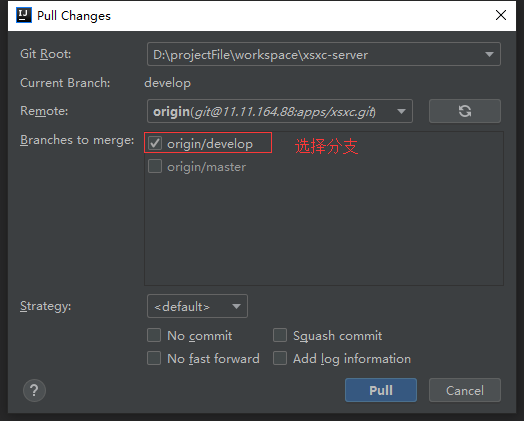 IJ Pull Changes
Git Root: D:\projectFile\workspace\xsxc-server
Current Branch: develop
Remote: origin(git@11.11.164.88:apps/xsxc.git)
Branches to merge: origin/develop 选择分支
origin/master
Strategy: <default>
No commit Squash commit
No fast forward Add log information
? Pull Cancel